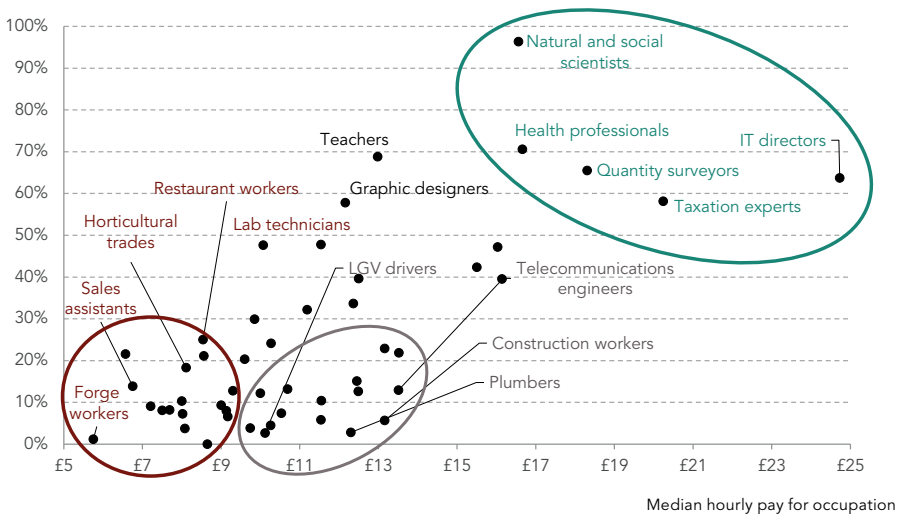 100%
90%
80%
70%
60%
50%
40%
30%
20%
10%
0%
Natural and social
scientists
Health professionals
IT directors
Teachers
Quantity surveyors
Restaurant workers
Graphic designers
Taxation experts
Horticultural
trades
Lab technicians
LGV drivers
Telecommunications
engineers
Sales
assistants
Construction workers
Plumbers
Forge
workers
£5
£7
£9
£11
£13
£15
£17
£19
£21
£23
£25
Median hourly pay for occupation